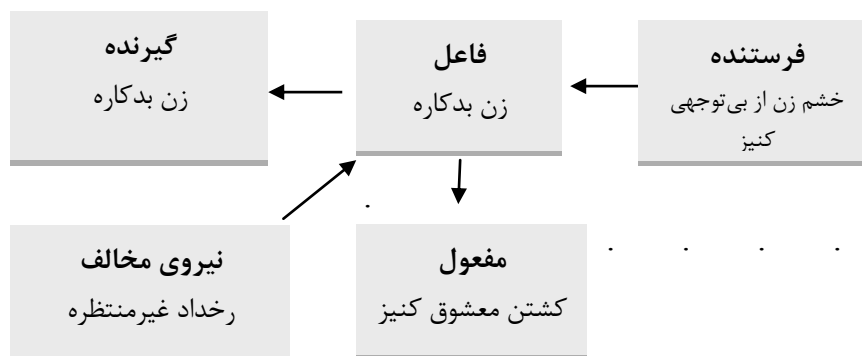 فرستنده
خشم زن از بی‌توجهی
کنیز
فاعل
زن بدکاره
گیرنده
زن بدکاره
مفعول
کشتن معشوق کنیز
نیروی مخالف
رخداد غیرمنتظره